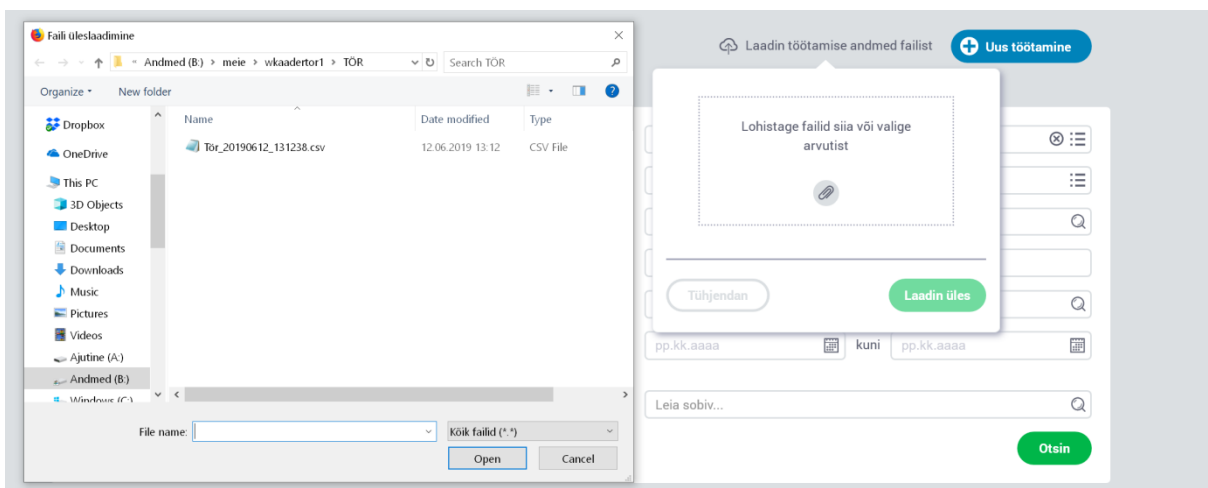 Faili üleslaadimine
« Andmed (B:) › meie › wkaadertor1 › TÖR
Search TÖR
Organize
New folder
Name
Date modified
Type
Dropbox
OneDrive
This PC
3D Objects
Desktop
Documents
Downloads
Music
Pictures
Videos
Ajutine (A:)
Andmed (B:)
Windows (C:)
Tör_20190612_131238.csv
12.06.2019 13:12
CSV File
File name:
Kõik failid (*.*)
Open
Cancel
Laadin töötamise andmed failist
Uus töötamine
Lohistage failid siia või valige
arvutist
Tühjendan
Laadin üles
pp.kk.aaaa
kuni
pp.kk.aaaa
Leia sobiv...
Otsin